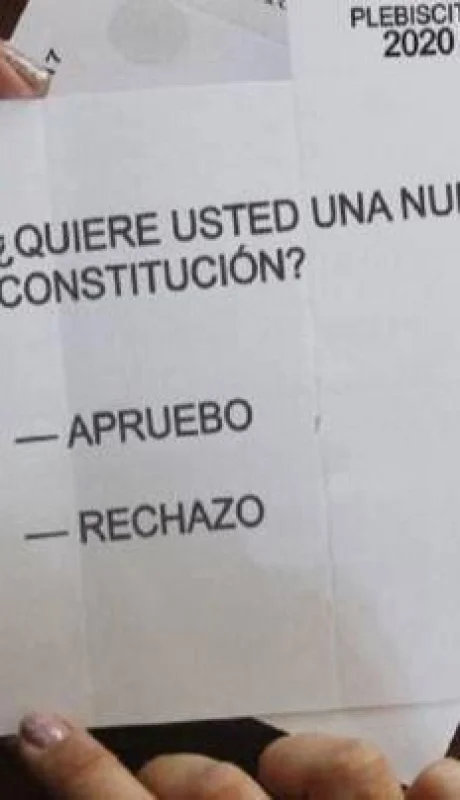 PLEBISCIT
2020
¿QUIERE USTED UNA NU
CONSTITUCIÓN?
— APRUEBO
— RECHAZO